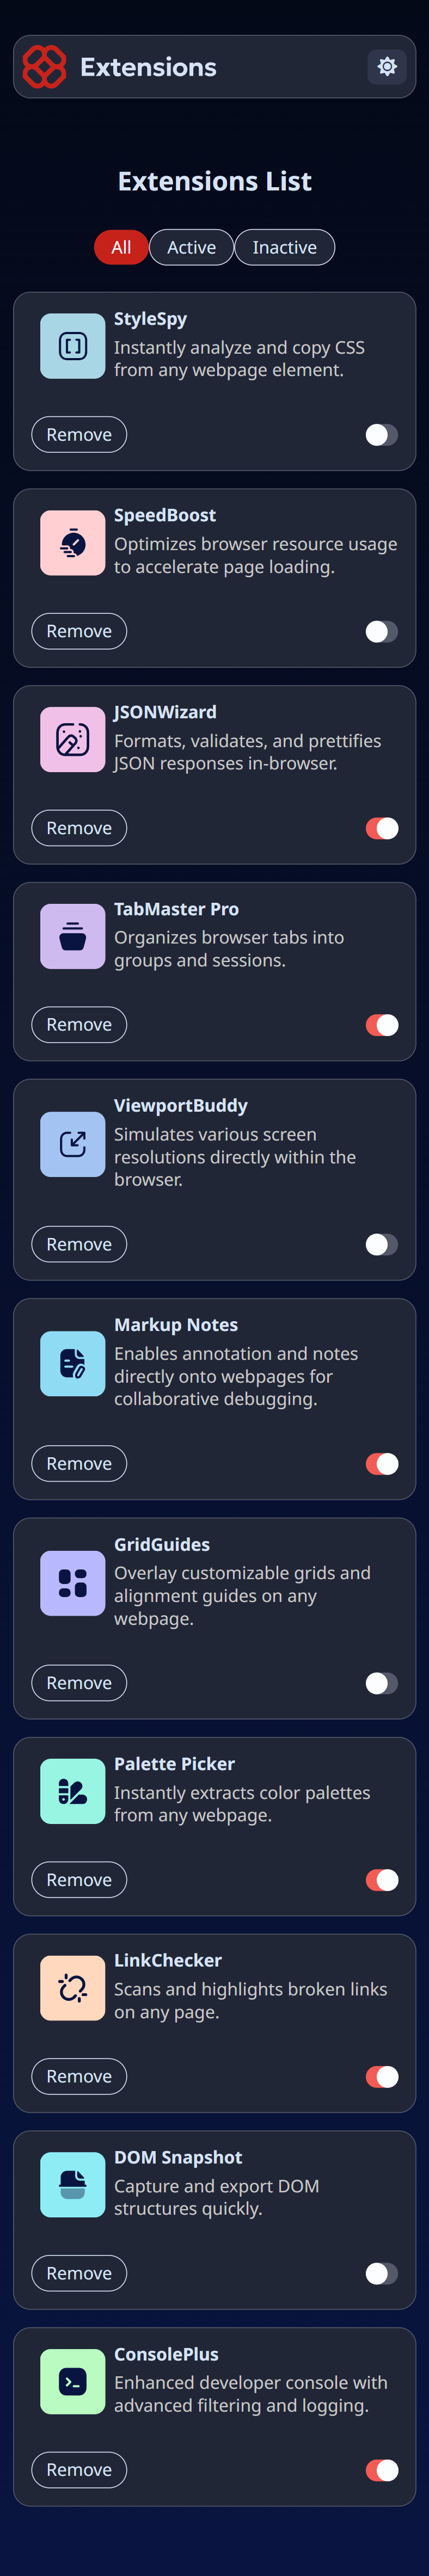 Extensions
Extensions List
All Active Inactive
StyleSpy
Instantly analyze and copy CSS
from any webpage element.
Remove
SpeedBoost
Optimizes browser resource usage
to accelerate page loading.
Remove
JSONWizard
Formats, validates, and prettifies
JSON responses in-browser.
Remove
TabMaster Pro
Organizes browser tabs into
groups and sessions.
Remove
ViewportBuddy
Simulates various screen
resolutions directly within the
browser.
Remove
Markup Notes
Enables annotation and notes
directly onto webpages for
collaborative debugging.
Remove
GridGuides
Overlay customizable grids and
alignment guides on any
webpage.
Remove
Palette Picker
Instantly extracts color palettes
from any webpage.
Remove
LinkChecker
Scans and highlights broken links
on any page.
Remove
DOM Snapshot
Capture and export DOM
structures quickly.
Remove
ConsolePlus
Enhanced developer console with
advanced filtering and logging.
Remove